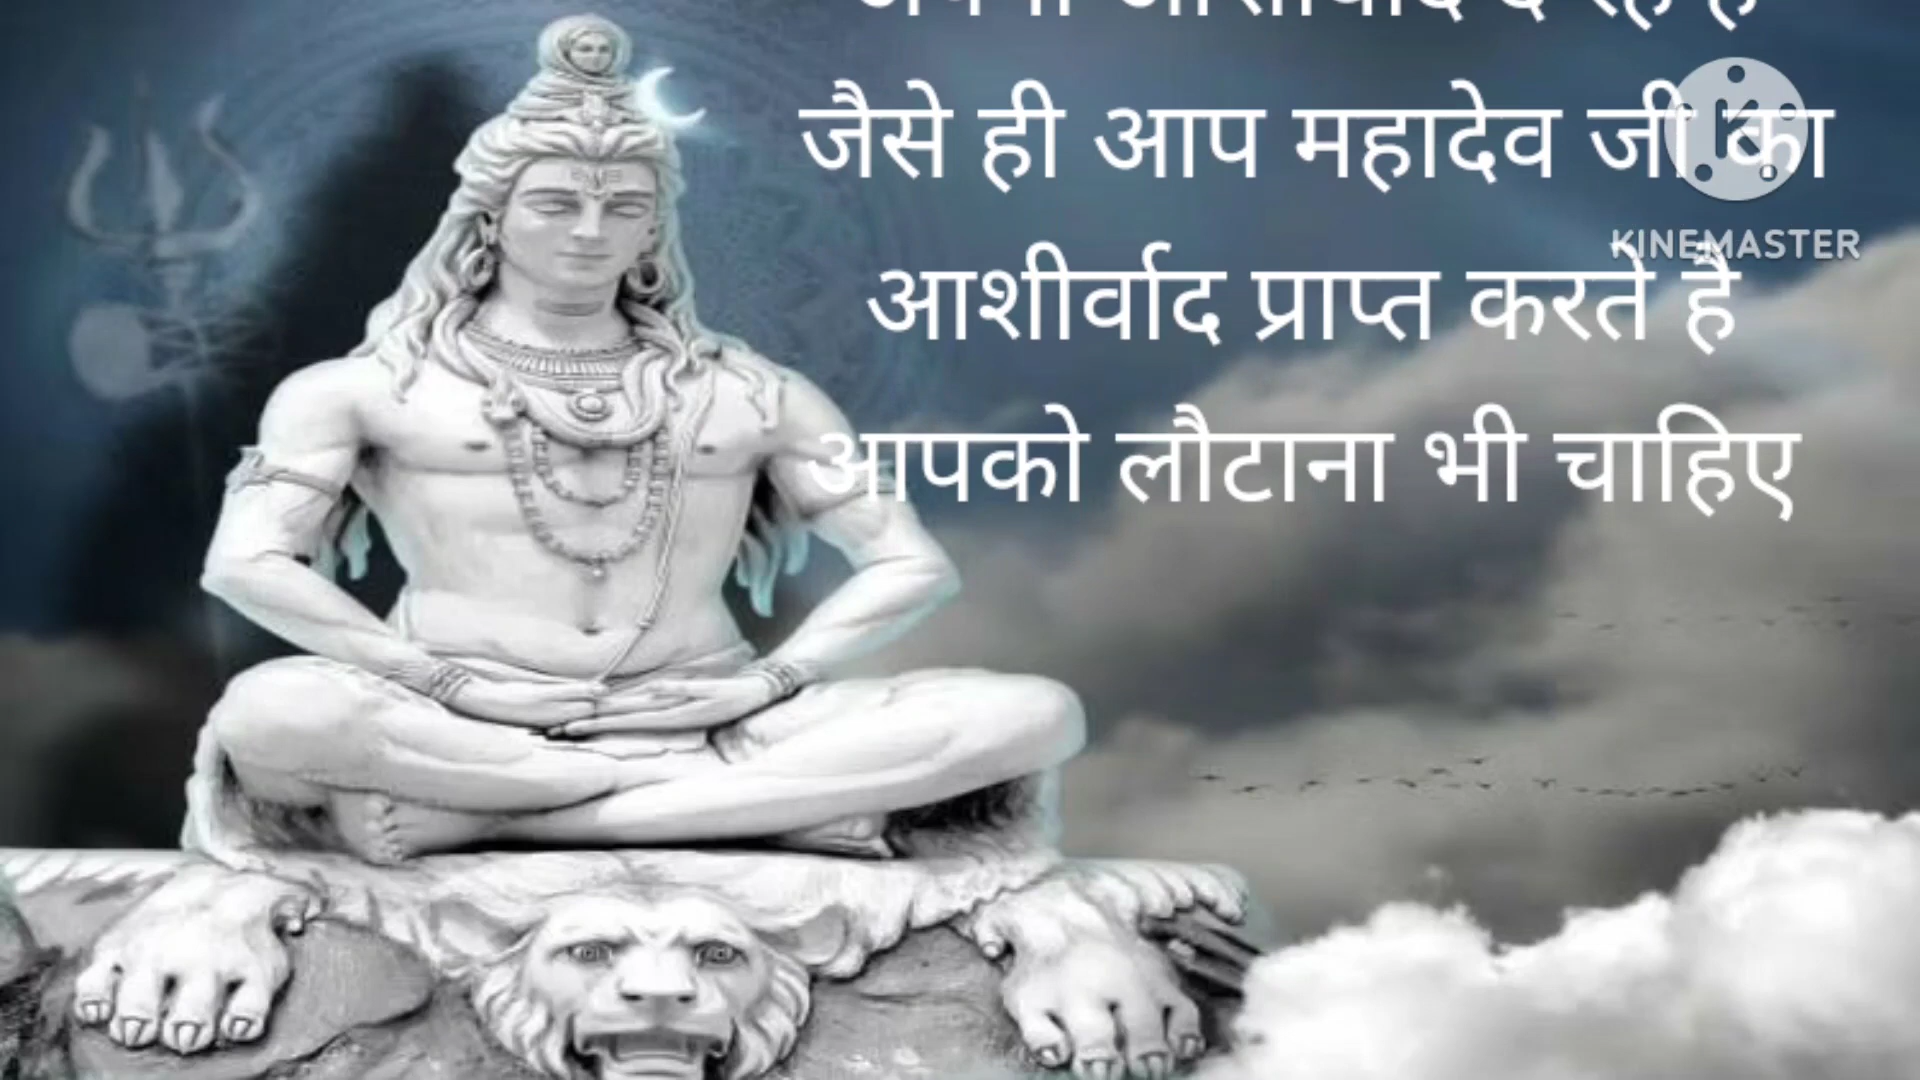 जैसे ही आप महादेव जी का
KINEMASTER
आशीर्वाद प्राप्त करते है
आपको लौटाना भी चाहिए